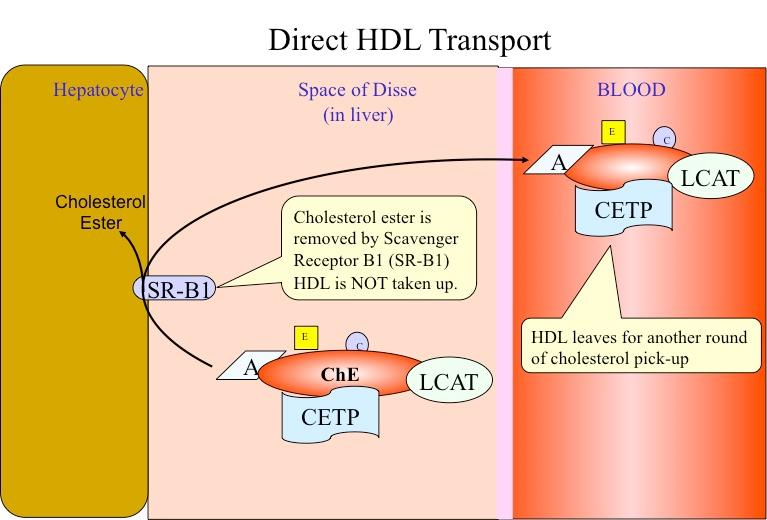 Direct HDL Transport
Hepatocyte
Space of Disse
(in liver)
BLOOD
E
C
A
LCAT
CETP
Cholesterol
Ester
Cholesterol ester is
removed by Scavenger
Receptor B1 (SR-B1)
HDL is NOT taken up.
SR-B1
HDL leaves for another round
of cholesterol pick-up
E
C
A
ChE
LCAT
CETP